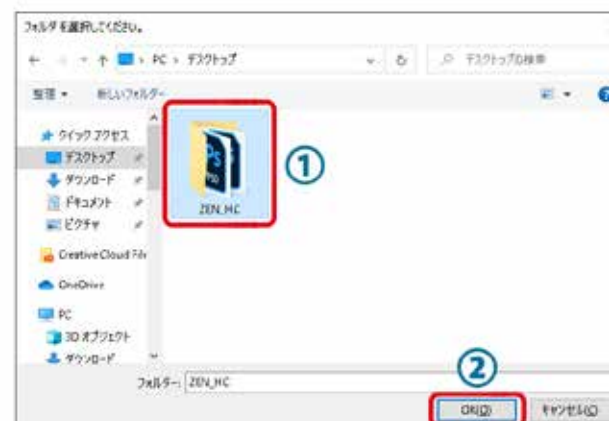 フォルダを選択してください。
PC › デスクトップ
デスクトップの検索
整理
新しいフォルダー
クイック アクセス
デスクトップ
ダウンロード
ドキュメント
ピクチャ
Creative Cloud File
OneDrive
PC
3D オブジェクト
ダウンロード
PS
PSD
ZEN_HC
①
フォルダー: ZEN_HC
②
OK(O)
キャンセル(C)